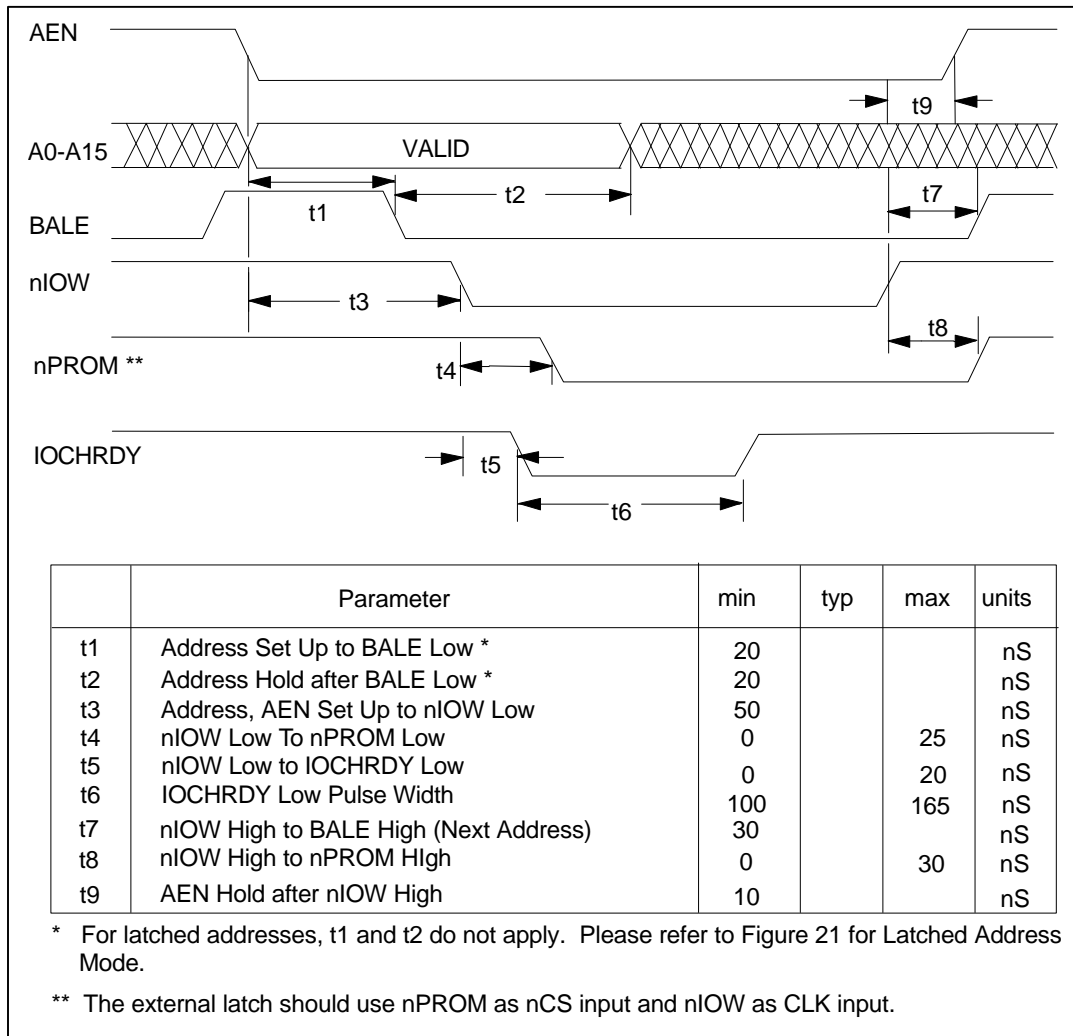 AEN
t9
A0-A15
VALID
t2
t7
t1
BALE
nIOW
t3
t8
nPROM **
t4
IOCHRDY
t5
t6
Parameter min typ max units
t1 Address Set Up to BALE Low * 20 nS
t2 Address Hold after BALE Low * 20 nS
t3 Address, AEN Set Up to nIOW Low 50 nS
t4 nIOW Low To nPROM Low 0 25 nS
t5 nIOW Low to IOCHRDY Low 0 20 nS
t6 IOCHRDY Low Pulse Width 100 165 nS
t7 nIOW High to BALE High (Next Address) 30 nS
t8 nIOW High to nPROM HIgh 0 30 nS
t9 AEN Hold after nIOW High 10 nS
* For latched addresses, t1 and t2 do not apply. Please refer to Figure 21 for Latched Address
Mode.
** The external latch should use nPROM as nCS input and nIOW as CLK input.